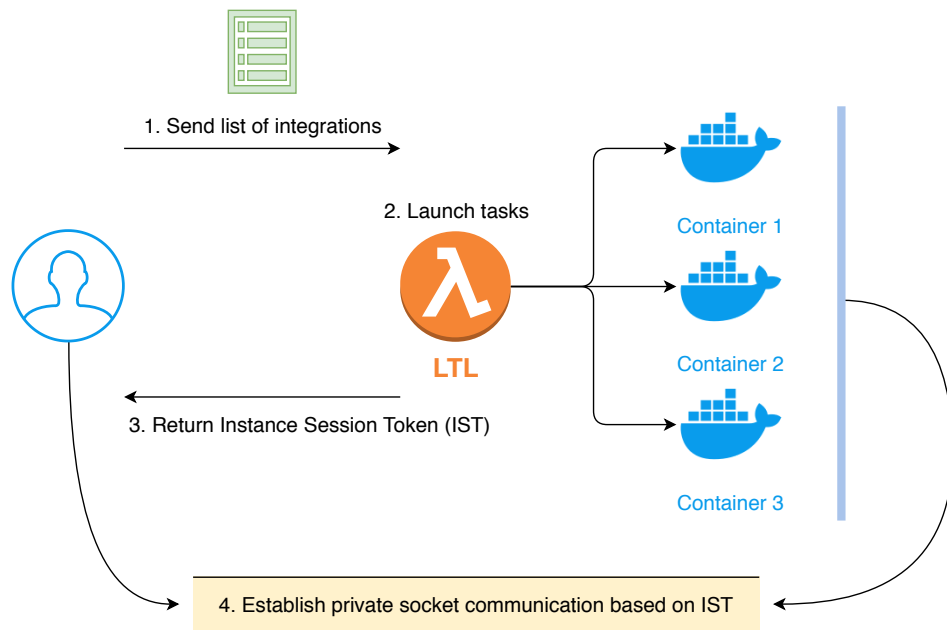 1. Send list of integrations
2. Launch tasks
Container 1
LTL
Container 2
3. Return Instance Session Token (IST)
Container 3
4. Establish private socket communication based on IST